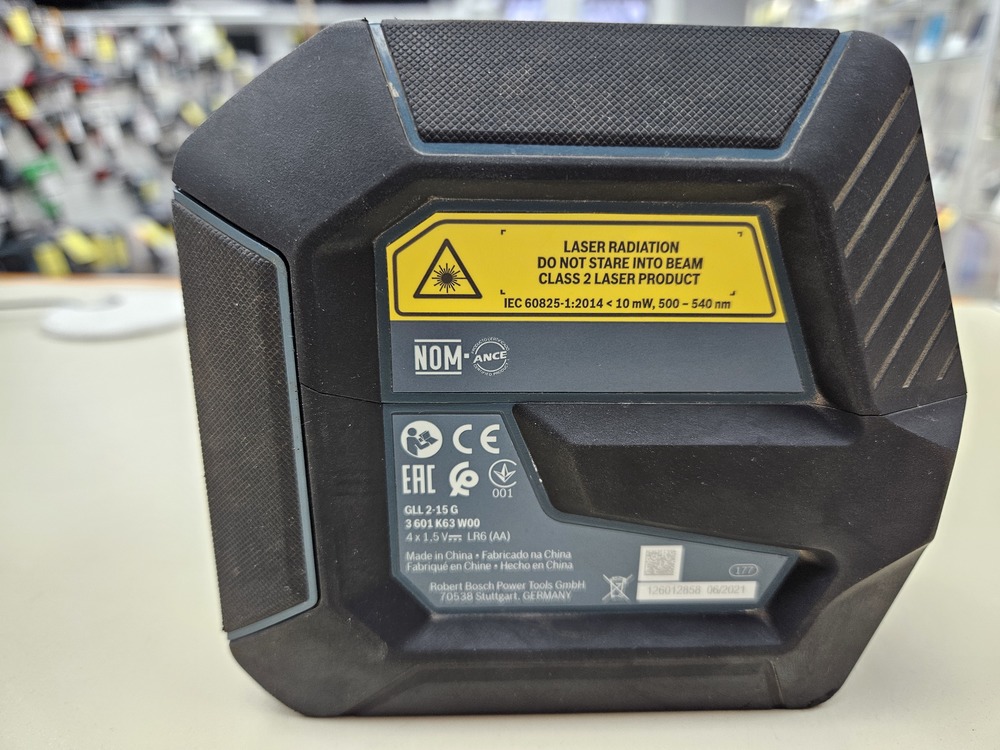 LASER RADIATION
DO NOT STARE INTO BEAM
CLASS 2 LASER PRODUCT
IEC 60825-1:2014 < 10 mW, 500 – 540 nm
NOM-ANCE
CE
EAC
001
GLL 2-15 G
3 601 K63 W00
4 x 1,5 V⎓ LR6 (AA)
Made in China • Fabricado na China
Fabriqué en Chine • Hecho en China
Robert Bosch Power Tools GmbH
70538 Stuttgart, GERMANY
177
126012858 06/2021